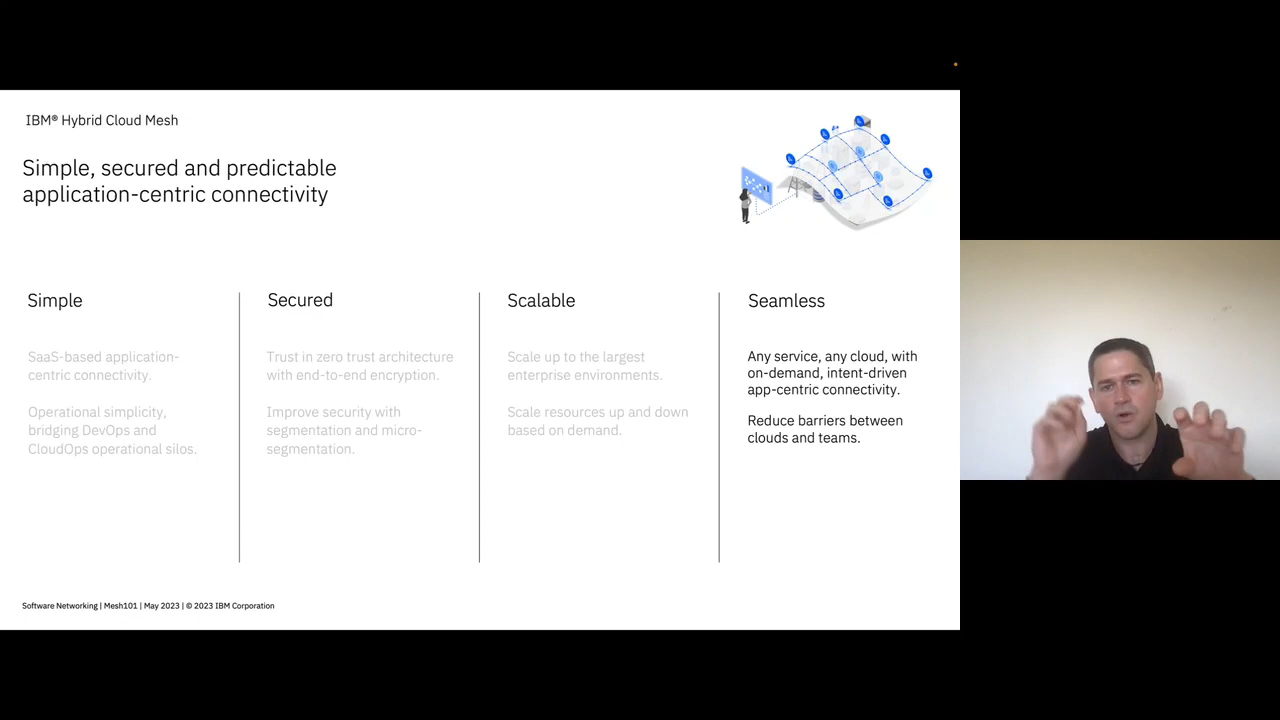 IBM® Hybrid Cloud Mesh
Simple, secured and predictable
application-centric connectivity
Simple
SaaS-based application-
centric connectivity.
Operational simplicity,
bridging DevOps and
CloudOps operational silos.
Secured
Trust in zero trust architecture
with end-to-end encryption.
Improve security with
segmentation and micro-
segmentation.
Scalable
Scale up to the largest
enterprise environments.
Scale resources up and down
based on demand.
Seamless
Any service, any cloud, with
on-demand, intent-driven
app-centric connectivity.
Reduce barriers between
clouds and teams.
Software Networking | Mesh101 | May 2023 | © 2023 IBM Corporation